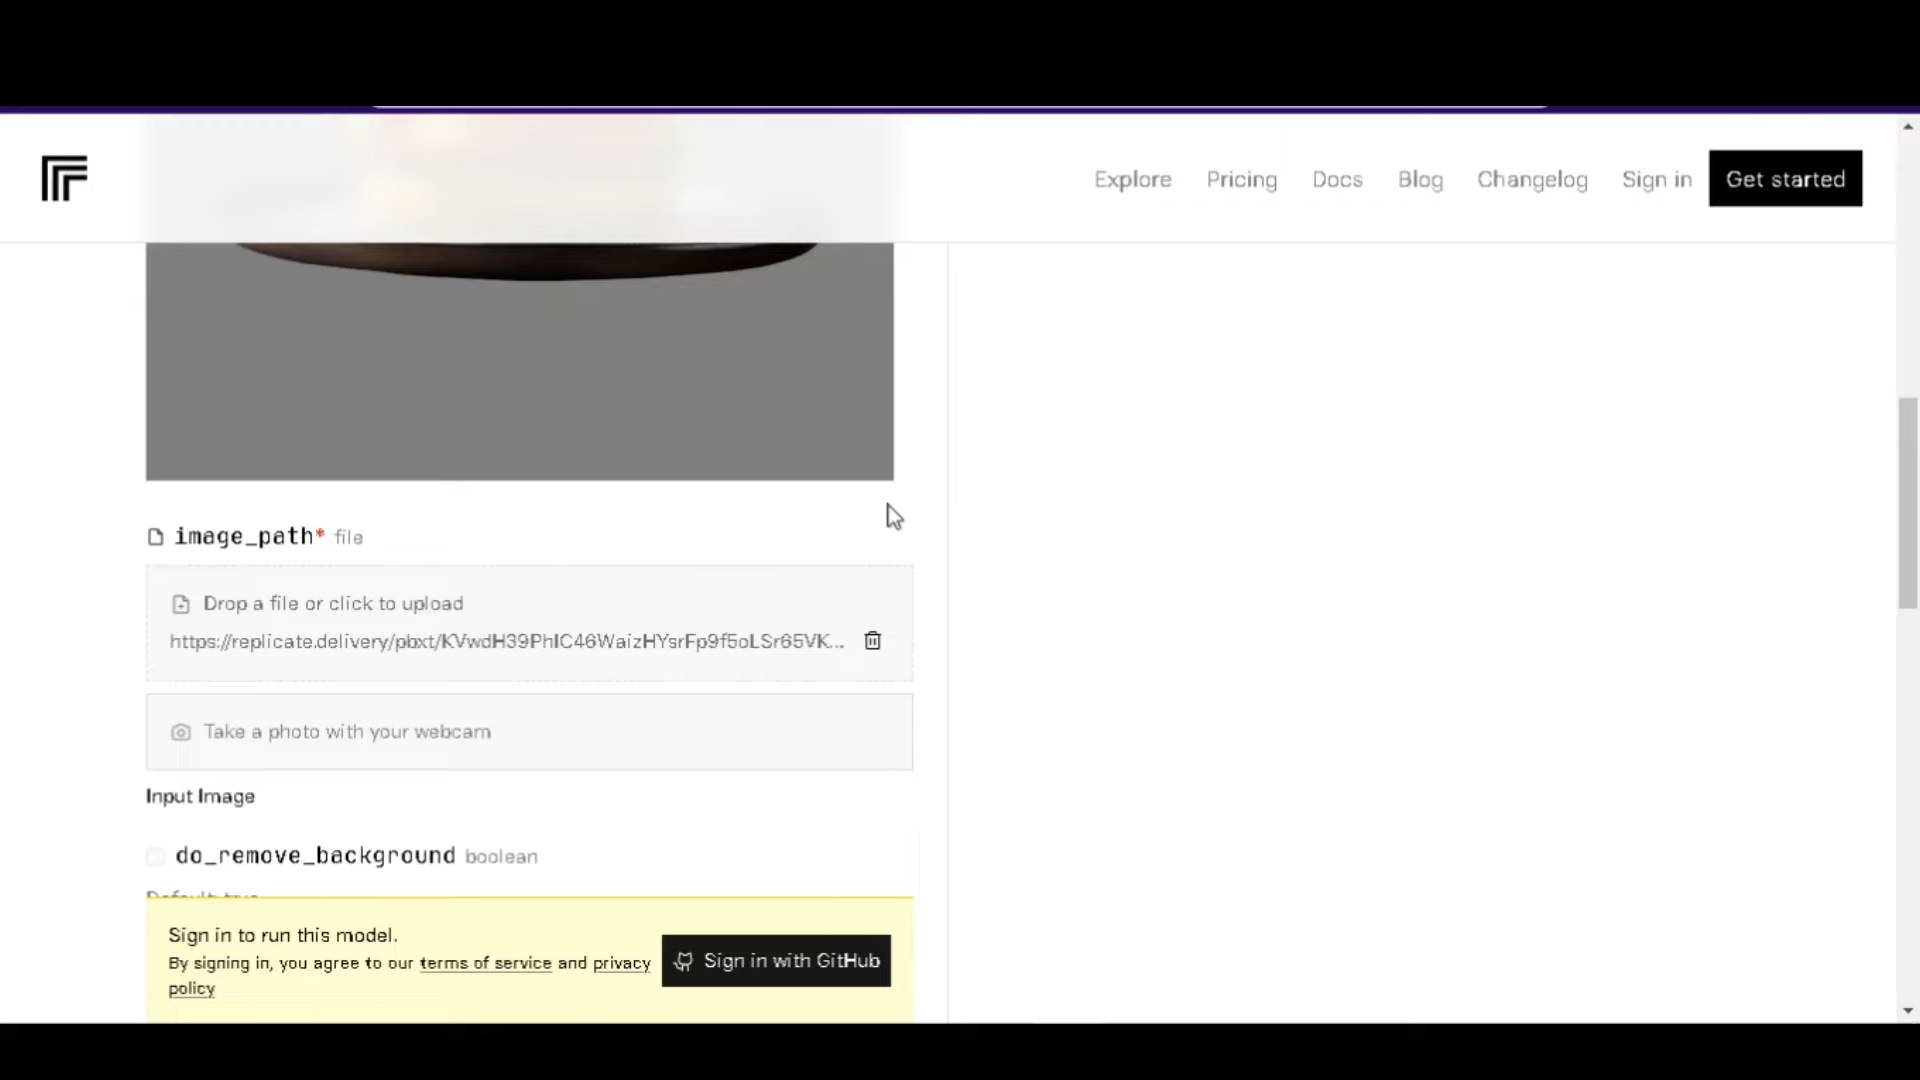 Explore Pricing Docs Blog Changelog Sign in Get started
image_path* file
Drop a file or click to upload
https://replicate.delivery/pbxt/KVwdH39PhIC46WaizHYsrFp9f5oLSr65VK...
Take a photo with your webcam
Input Image
do_remove_background boolean
Default: true
Sign in to run this model.
By signing in, you agree to our terms of service and privacy
policy
Sign in with GitHub